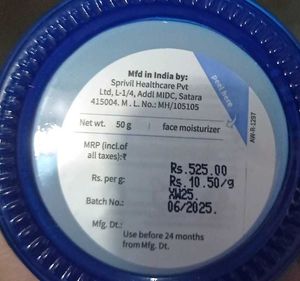 Mfd in India by:
Sprivil Healthcare Pvt
Ltd, L-1/4, Addl MIDC, Satara
415004. M. L. No.: MH/105105
peel here
Net wt. 50 g | face moisturizer
AW-R-1297
MRP (incl.of
all taxes):₹ Rs.525.00
Rs. per g: Rs.10.50/g
Batch No.: XW25.
Mfg. Dt.: 06/2025.
Use before 24 months
from Mfg. Dt.